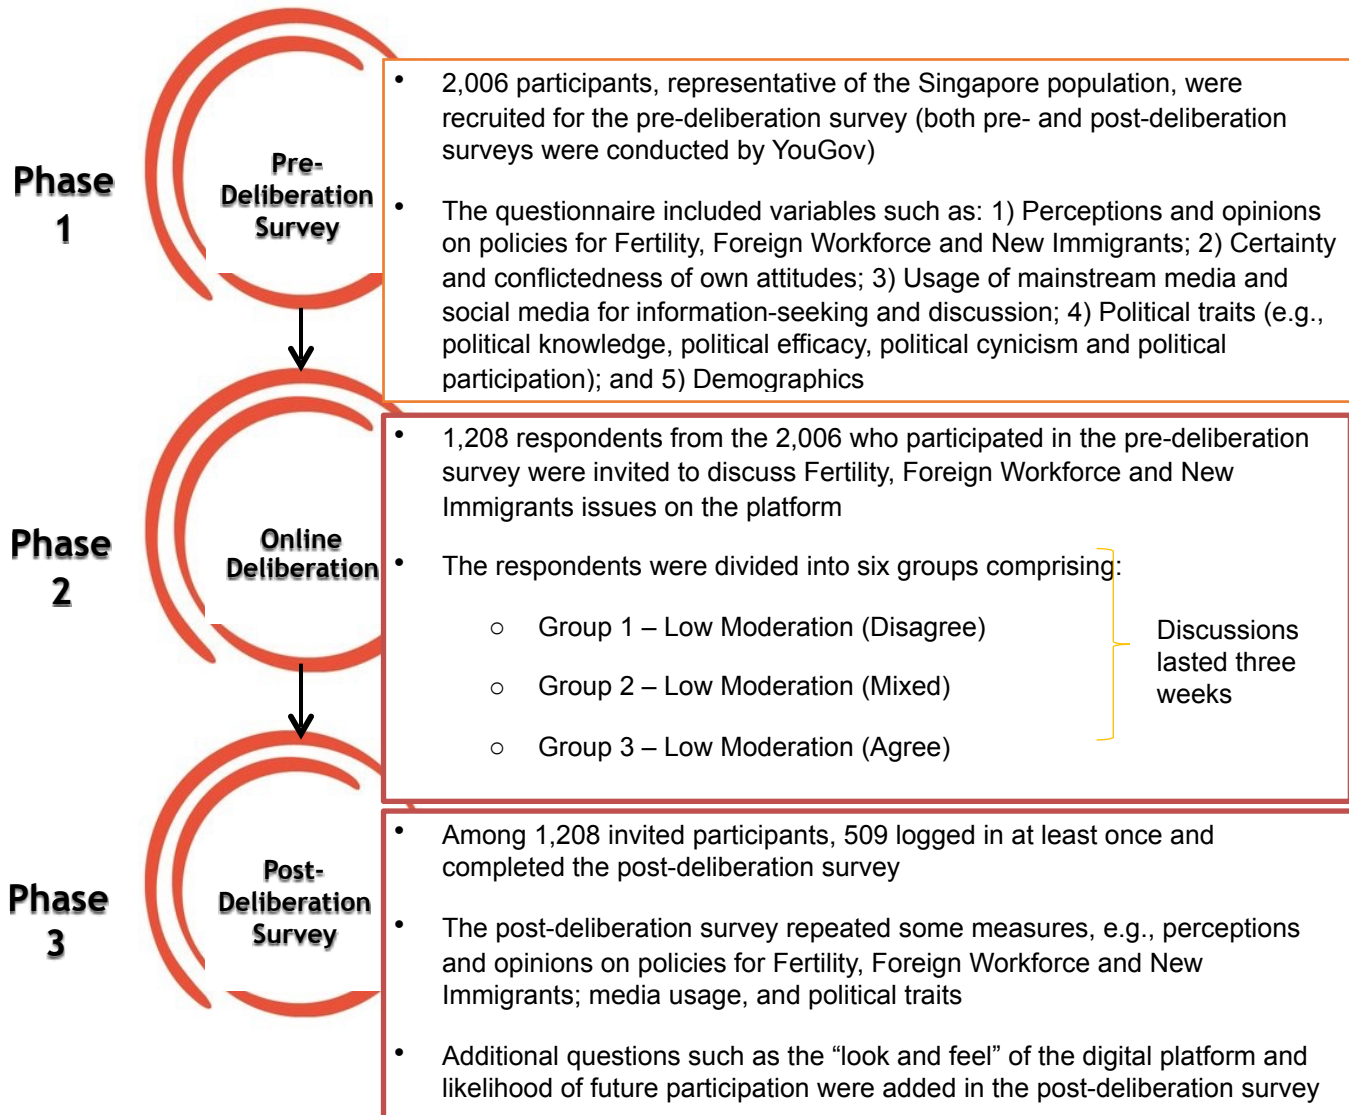 Phase
1
Pre-
Deliberation
Survey
• 2,006 participants, representative of the Singapore population, were
recruited for the pre-deliberation survey (both pre- and post-deliberation
surveys were conducted by YouGov)
• The questionnaire included variables such as: 1) Perceptions and opinions
on policies for Fertility, Foreign Workforce and New Immigrants; 2) Certainty
and conflictedness of own attitudes; 3) Usage of mainstream media and
social media for information-seeking and discussion; 4) Political traits (e.g.,
political knowledge, political efficacy, political cynicism and political
participation); and 5) Demographics
Phase
2
Online
Deliberation
• 1,208 respondents from the 2,006 who participated in the pre-deliberation
survey were invited to discuss Fertility, Foreign Workforce and New
Immigrants issues on the platform
• The respondents were divided into six groups comprising:
○ Group 1 – Low Moderation (Disagree)
○ Group 2 – Low Moderation (Mixed)
○ Group 3 – Low Moderation (Agree)
Discussions
lasted three
weeks
Phase
3
Post-
Deliberation
Survey
• Among 1,208 invited participants, 509 logged in at least once and
completed the post-deliberation survey
• The post-deliberation survey repeated some measures, e.g., perceptions
and opinions on policies for Fertility, Foreign Workforce and New
Immigrants; media usage, and political traits
• Additional questions such as the “look and feel” of the digital platform and
likelihood of future participation were added in the post-deliberation survey